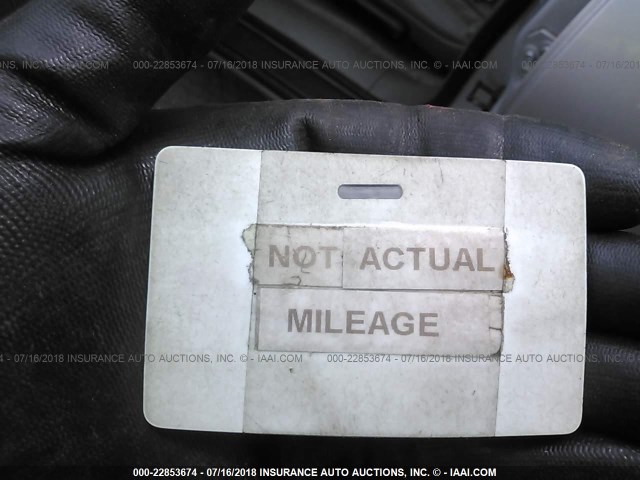 000-22853674 - 07/16/2018 INSURANCE AUTO AUCTIONS, INC. © - IAAI.COM
NOT ACTUAL
MILEAGE
000-22853674 - 07/16/2018 INSURANCE AUTO AUCTIONS, INC. © - IAAI.COM
000-22853674 - 07/16/2018 INSURANCE AUTO AUCTIONS, INC. © - IAAI.COM